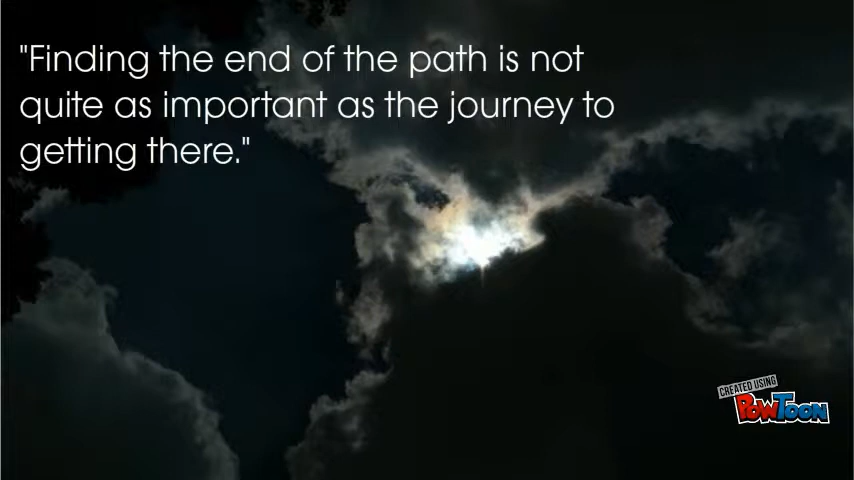 "Finding the end of the path is not
quite as important as the journey to
getting there."
CREATED USING
POWTOON